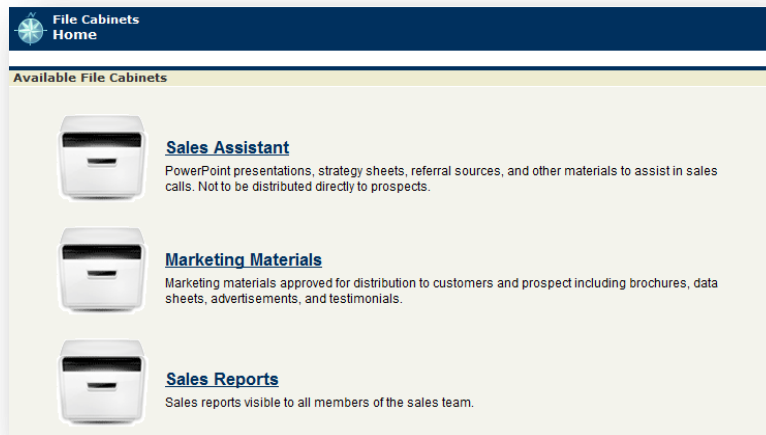 File Cabinets
Home
Available File Cabinets
Sales Assistant
PowerPoint presentations, strategy sheets, referral sources, and other materials to assist in sales
calls. Not to be distributed directly to prospects.
Marketing Materials
Marketing materials approved for distribution to customers and prospect including brochures, data
sheets, advertisements, and testimonials.
Sales Reports
Sales reports visible to all members of the sales team.